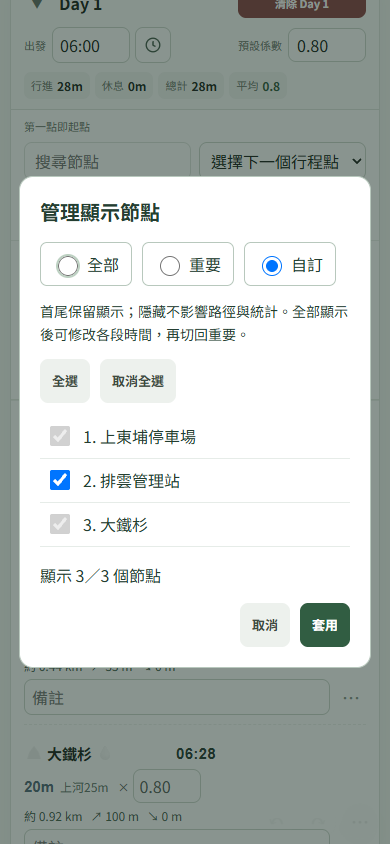 Day 1
清除 Day 1
出發
06:00
預設係數
0.80
行進 28m
休息 0m
總計 28m
平均 0.8
第一點即起點
搜尋節點
選擇下一個行程點
管理顯示節點
全部
重要
自訂
首尾保留顯示；隱藏不影響路徑與統計。全部顯示
後可修改各段時間，再切回重要。
全選
取消全選
1. 上東埔停車場
2. 排雲管理站
3. 大鐵杉
顯示 3／3 個節點
取消
套用
備註
大鐵杉
06:28
20m 上河25m × 0.80
約 0.92 km ↗ 100 m ↘ 0 m